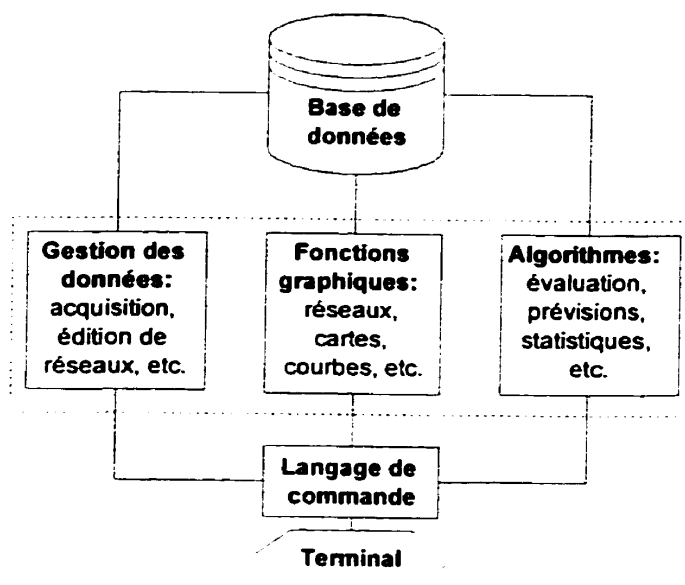 Base de
données
Gestion des
données:
acquisition,
édition de
réseaux, etc.
Fonctions
graphiques:
réseaux,
cartes,
courbes, etc.
Algorithmes:
évaluation,
prévisions,
statistiques,
etc.
Langage de
commande
Terminal